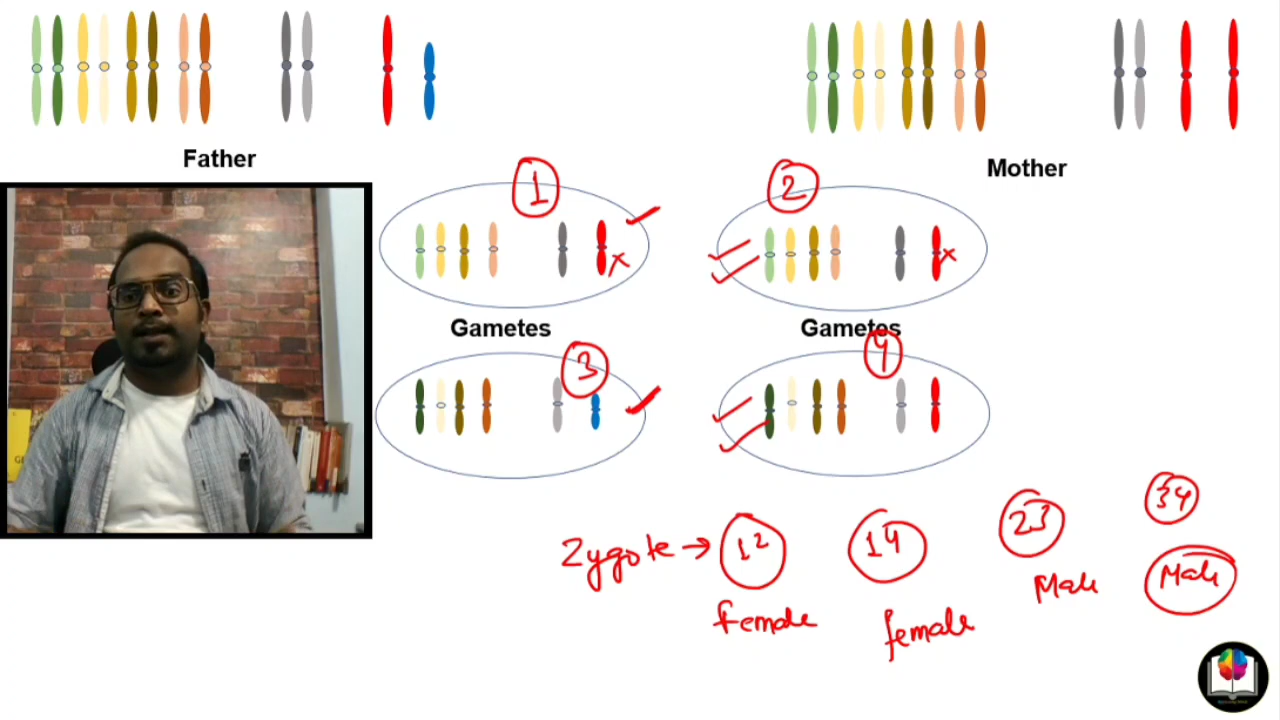 Father
Mother
1
2
x
x
Gametes
Gametes
3
4
Zygote → 12 14 23 34
female female Male Male